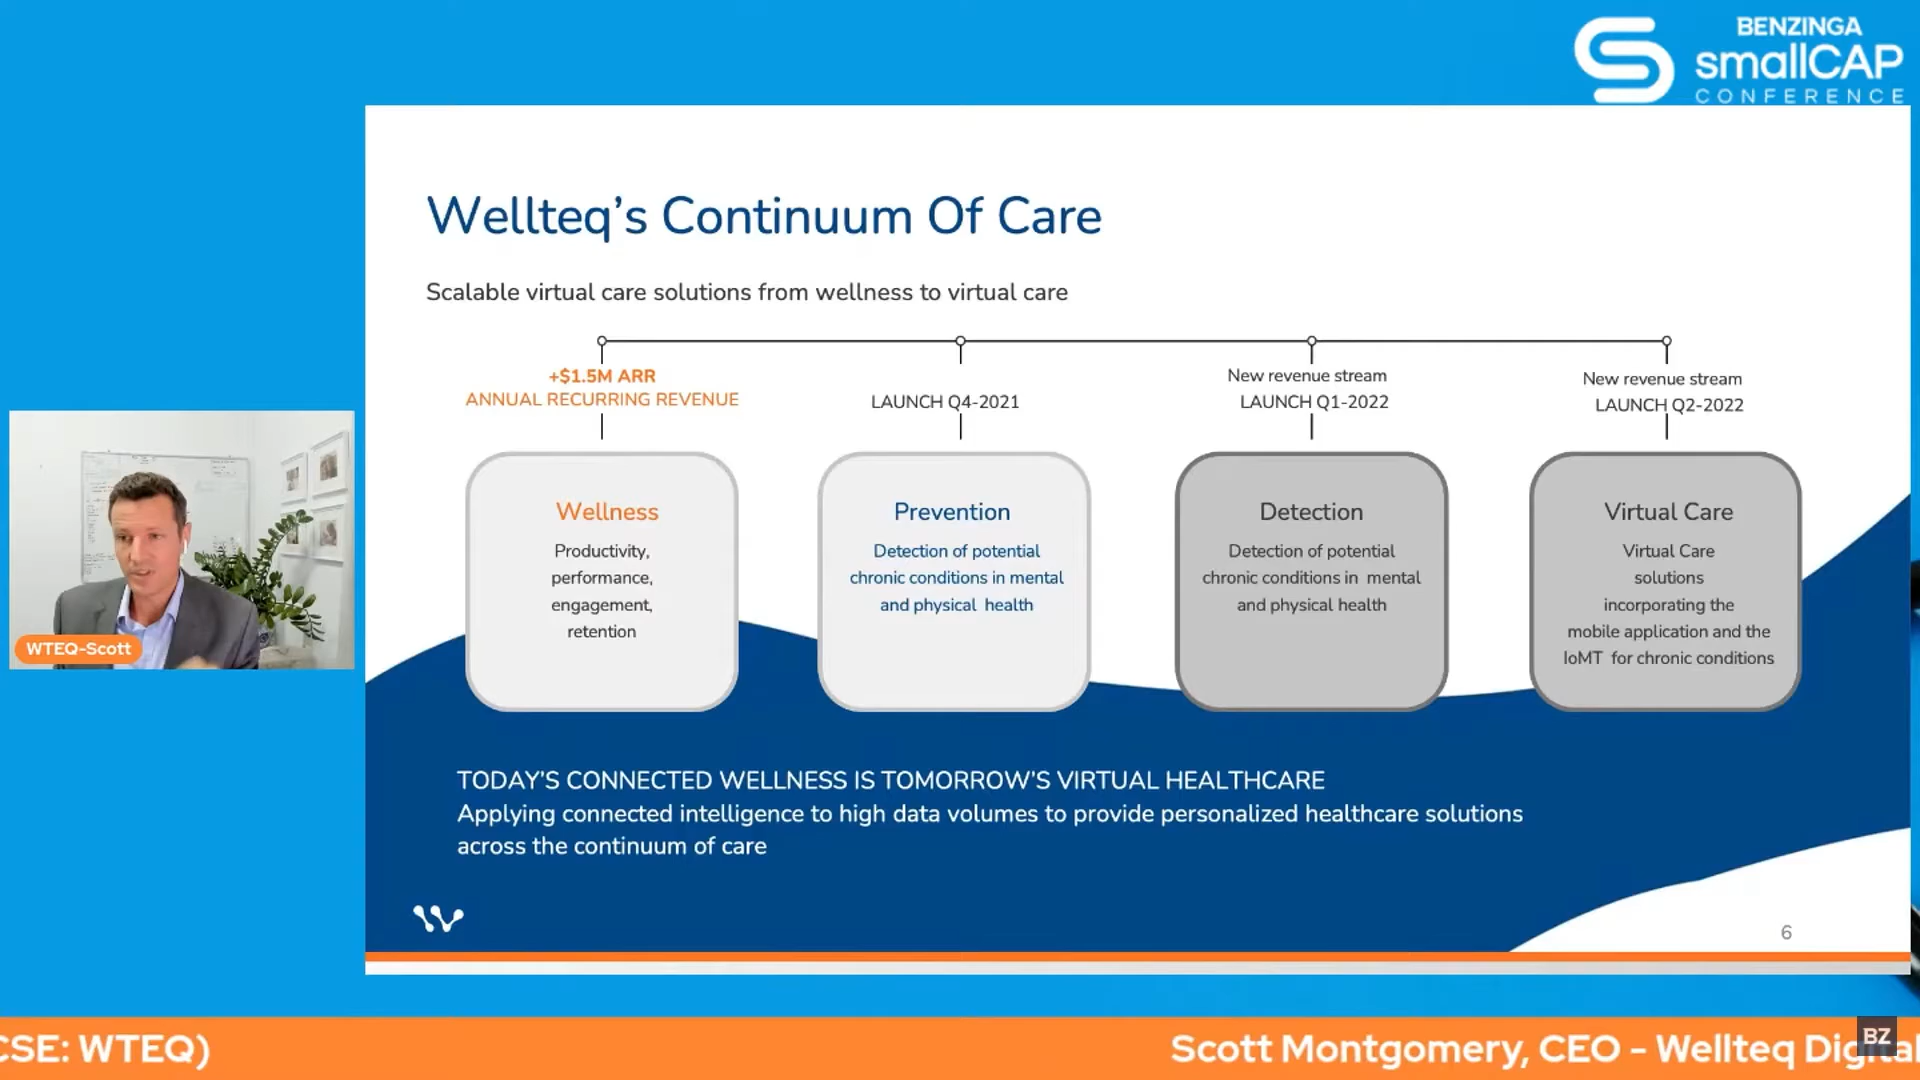 BENZINGA
smallCAP
CONFERENCE
Wellteq's Continuum Of Care
Scalable virtual care solutions from wellness to virtual care
+$1.5M ARR
ANNUAL RECURRING REVENUE
LAUNCH Q4-2021
New revenue stream
LAUNCH Q1-2022
New revenue stream
LAUNCH Q2-2022
Wellness
Productivity,
performance,
engagement,
retention
Prevention
Detection of potential
chronic conditions in mental
and physical health
Detection
Detection of potential
chronic conditions in mental
and physical health
Virtual Care
Virtual Care
solutions
incorporating the
mobile application and the
IoMT for chronic conditions
WTEQ-Scott
TODAY'S CONNECTED WELLNESS IS TOMORROW'S VIRTUAL HEALTHCARE
Applying connected intelligence to high data volumes to provide personalized healthcare solutions
across the continuum of care
6
CSE: WTEQ)
Scott Montgomery, CEO - Wellteq
BZ